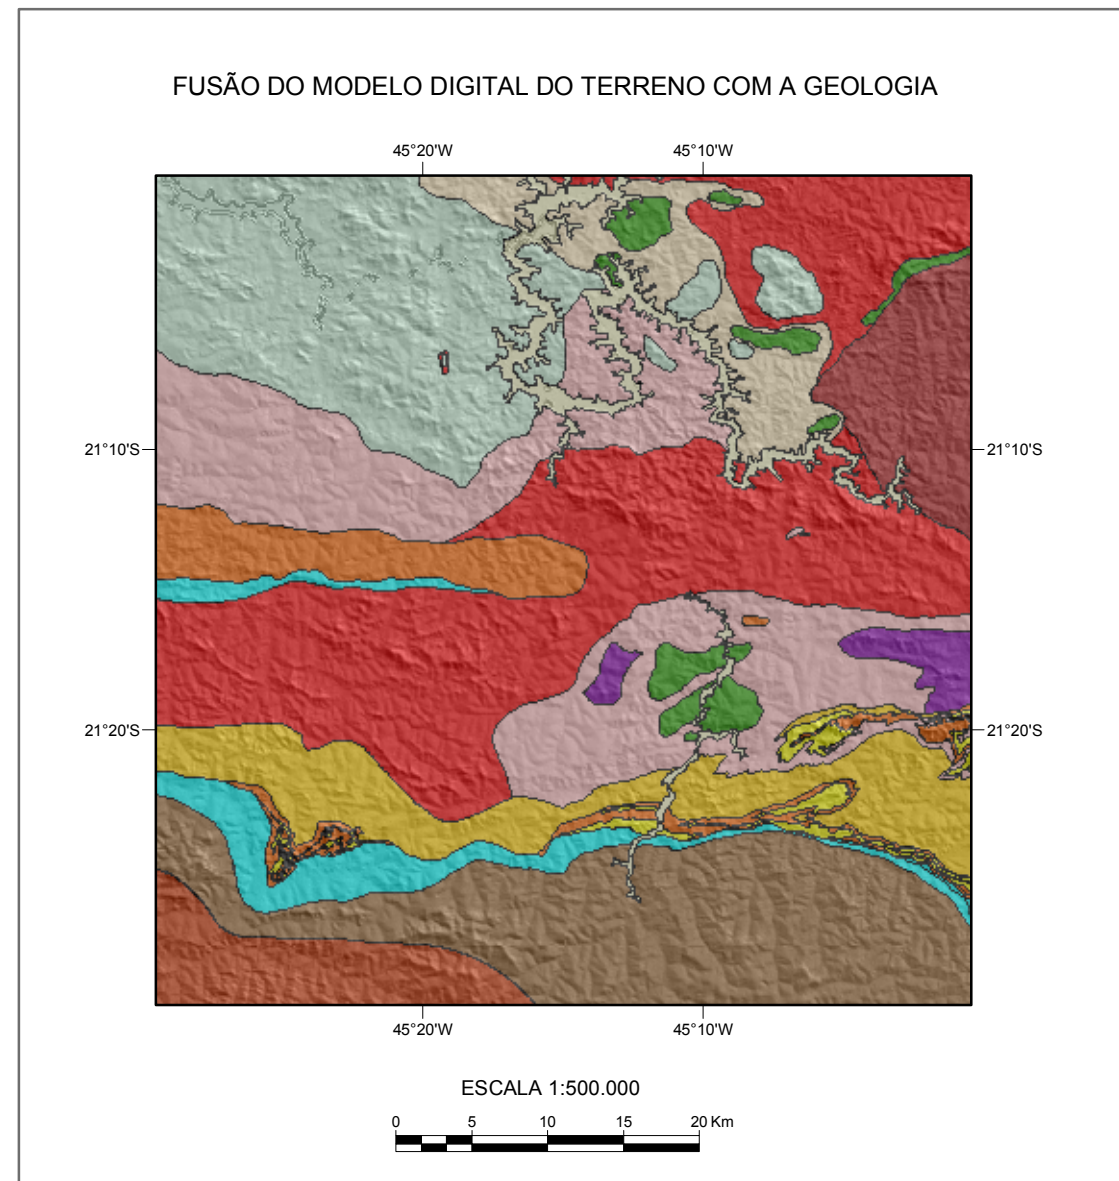 FUSÃO DO MODELO DIGITAL DO TERRENO COM A GEOLOGIA
45°20'W 45°10'W
21°10'S 21°10'S
21°20'S 21°20'S
45°20'W 45°10'W
ESCALA 1:500.000
0 5 10 15 20 Km